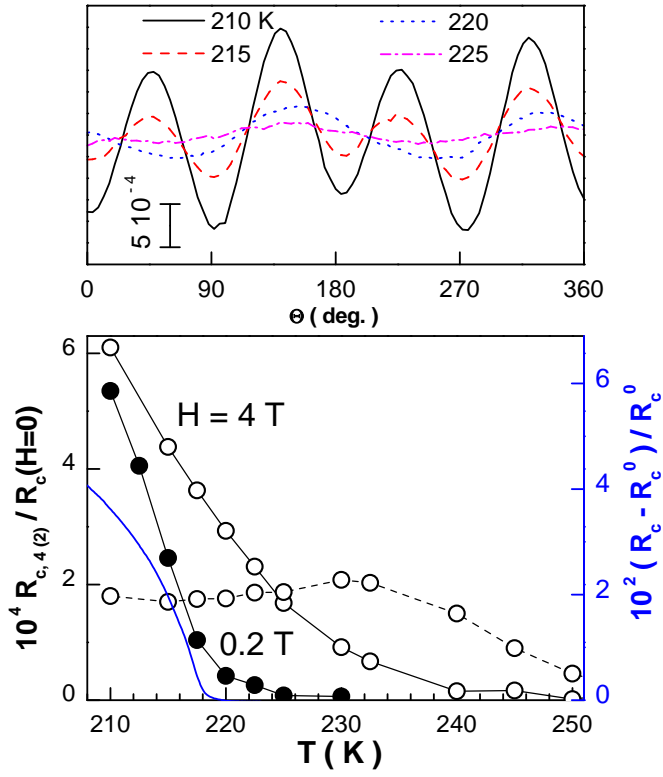 210 K 220
215 225
5 10⁻⁴
0 90 180 270 360
Θ ( deg. )
10⁴ R_c, 4 (2) / R_c(H=0)
6
4
2
0
H = 4 T
0.2 T
6
4
2
0
10² ( R_c - R_c⁰ ) / R_c⁰
210 220 230 240 250
T ( K )